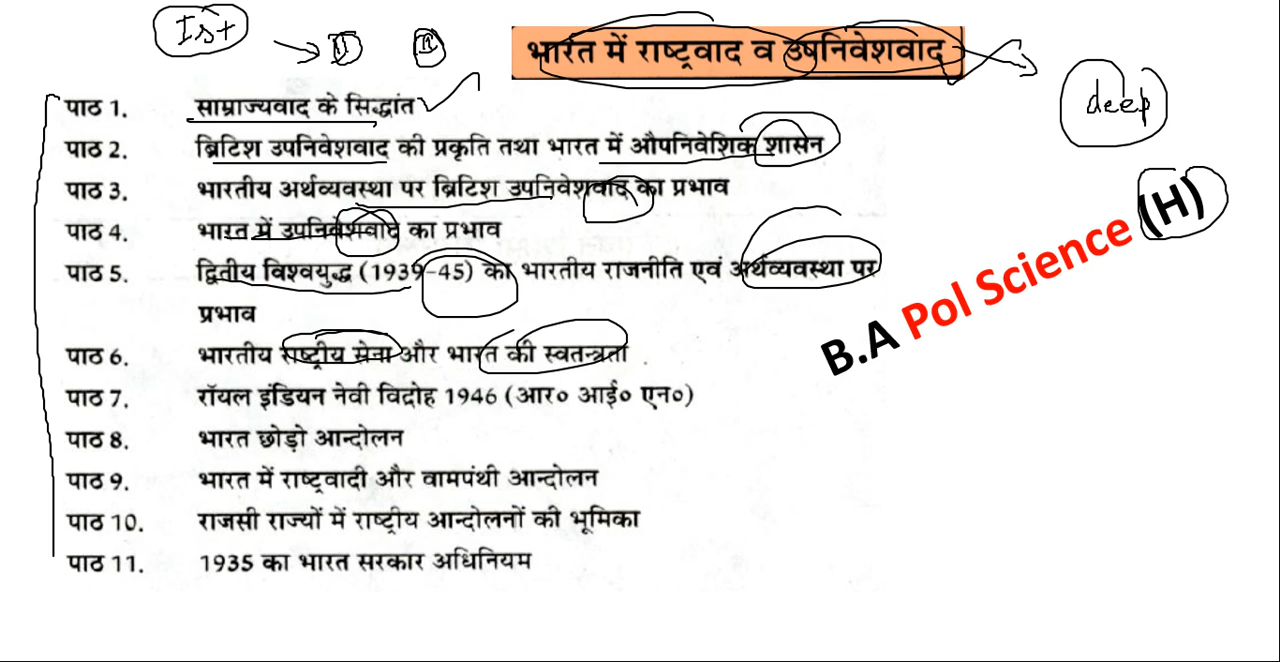 Ist
II
II
भारत में राष्ट्रवाद व उपनिवेशवाद
deep
पाठ 1. साम्राज्यवाद के सिद्धांत
पाठ 2. ब्रिटिश उपनिवेशवाद की प्रकृति तथा भारत में औपनिवेशिक शासन
पाठ 3. भारतीय अर्थव्यवस्था पर ब्रिटिश उपनिवेशवाद का प्रभाव
पाठ 4. भारत में उपनिवेशवाद का प्रभाव
पाठ 5. द्वितीय विश्वयुद्ध (1939-45) का भारतीय राजनीति एवं अर्थव्यवस्था पर
प्रभाव
पाठ 6. भारतीय राष्ट्रीय सेना और भारत की स्वतन्त्रता
पाठ 7. रॉयल इंडियन नेवी विद्रोह 1946 (आर० आई० एन०)
पाठ 8. भारत छोड़ो आन्दोलन
पाठ 9. भारत में राष्ट्रवादी और वामपंथी आन्दोलन
पाठ 10. राजसी राज्यों में राष्ट्रीय आन्दोलनों की भूमिका
पाठ 11. 1935 का भारत सरकार अधिनियम
B.A Pol Science (H)